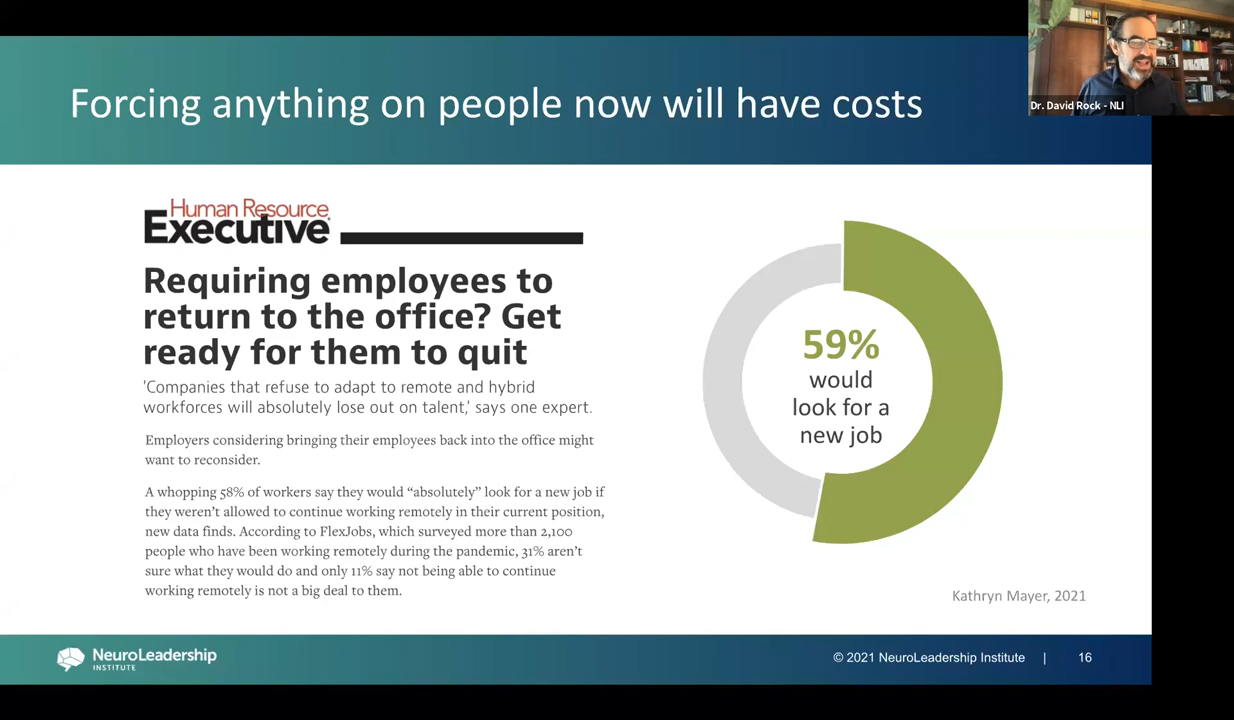 Forcing anything on people now will have costs
Dr. David Rock - NLI
Human Resource
Executive
Requiring employees to
return to the office? Get
ready for them to quit
'Companies that refuse to adapt to remote and hybrid
workforces will absolutely lose out on talent,' says one expert.
Employers considering bringing their employees back into the office might
want to reconsider.
A whopping 58% of workers say they would “absolutely” look for a new job if
they weren’t allowed to continue working remotely in their current position,
new data finds. According to FlexJobs, which surveyed more than 2,100
people who have been working remotely during the pandemic, 31% aren’t
sure what they would do and only 11% say not being able to continue
working remotely is not a big deal to them.
59%
would
look for a
new job
Kathryn Mayer, 2021
NeuroLeadership
INSTITUTE
© 2021 NeuroLeadership Institute | 16